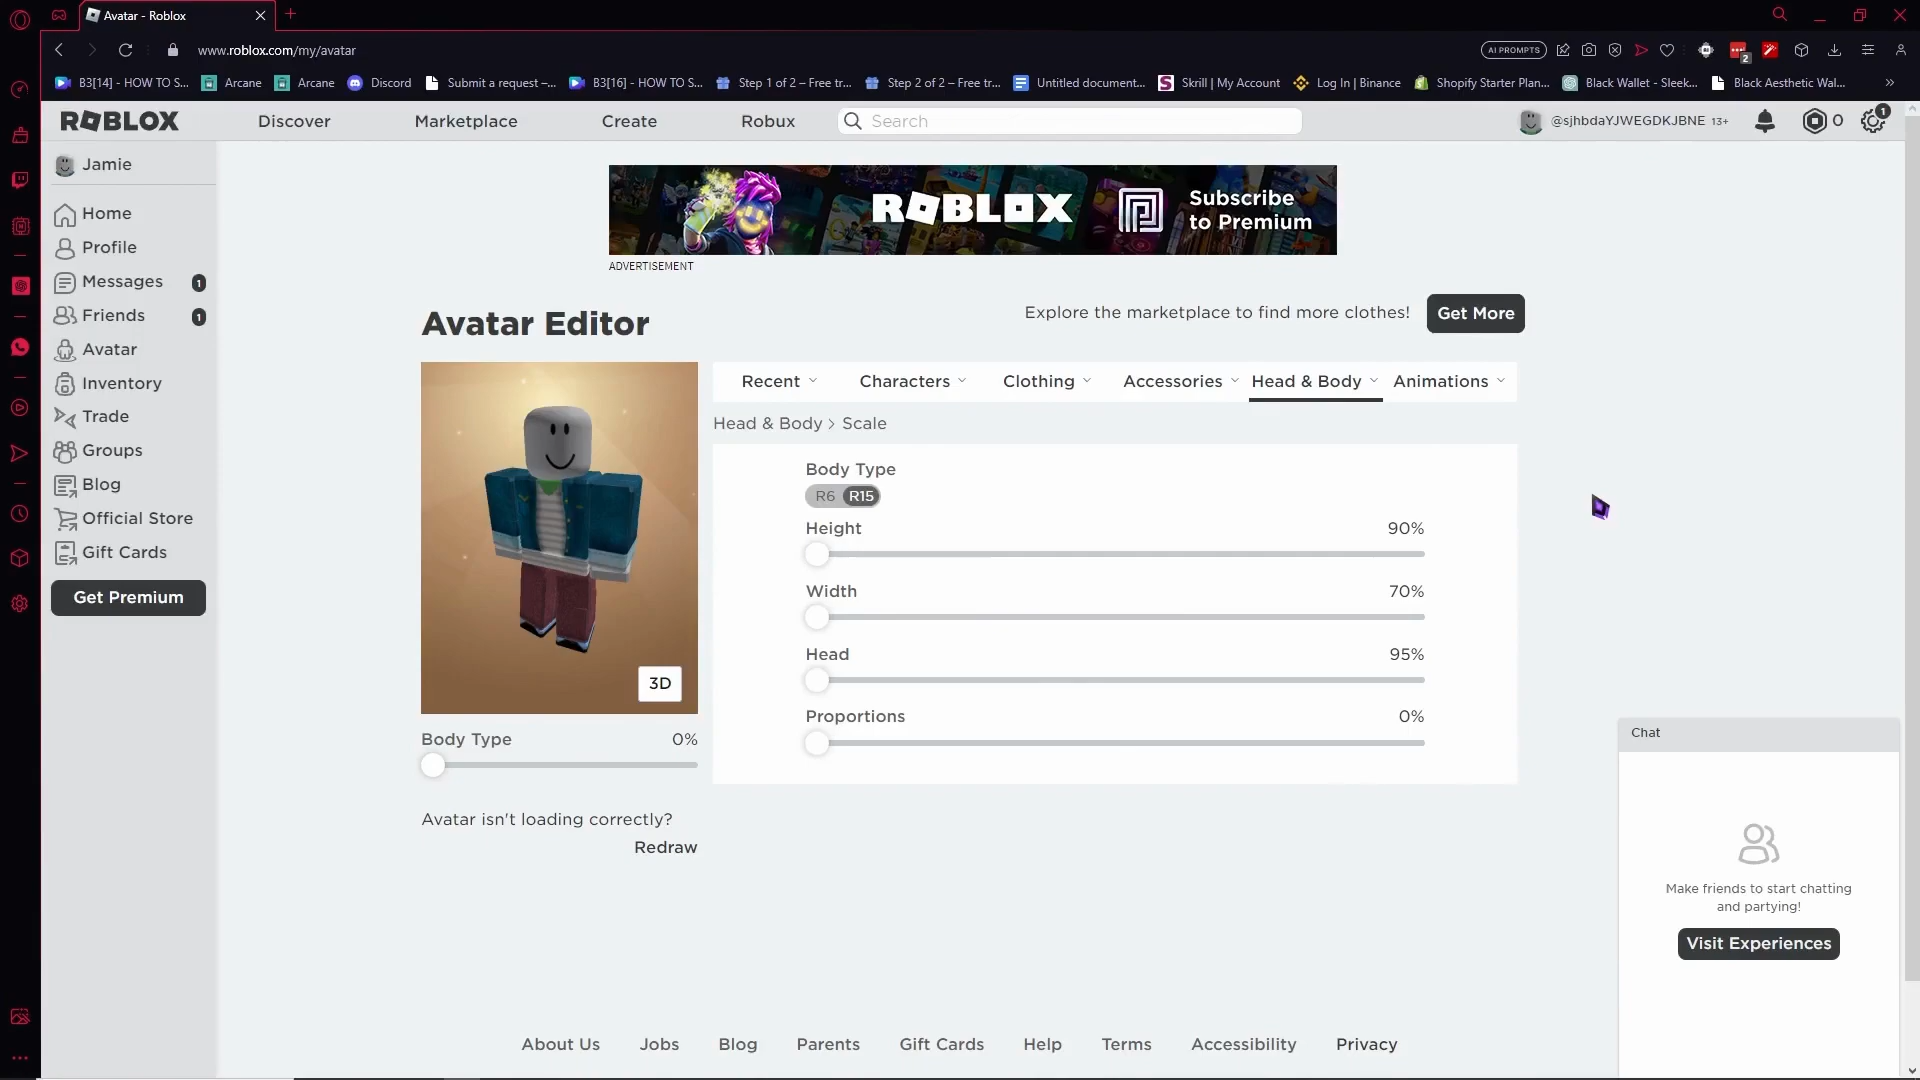 Avatar - Roblox
www.roblox.com/my/avatar
AI PROMPTS
2
B3[14] - HOW TO S...
Arcane
Arcane
Discord
Submit a request –...
B3[16] - HOW TO S...
Step 1 of 2 – Free tr...
Step 2 of 2 – Free tr...
Untitled document...
Skrill | My Account
Log In | Binance
Shopify Starter Plan...
Black Wallet - Sleek...
Black Aesthetic Wal...
ROBLOX
Discover
Marketplace
Create
Robux
Search
@sjhbdaYJWEGDKJBNE 13+
0
1
Jamie
Home
Profile
Messages 1
Friends 1
Avatar
Inventory
Trade
Groups
Blog
Official Store
Gift Cards
Get Premium
ROBLOX
Subscribe
to Premium
ADVERTISEMENT
Avatar Editor
Explore the marketplace to find more clothes!
Get More
Recent
Characters
Clothing
Accessories
Head & Body
Animations
Head & Body > Scale
Body Type
R6 R15
Height 90%
Width 70%
Head 95%
Proportions 0%
3D
Body Type 0%
Avatar isn't loading correctly?
Redraw
Chat
Make friends to start chatting
and partying!
Visit Experiences
About Us
Jobs
Blog
Parents
Gift Cards
Help
Terms
Accessibility
Privacy